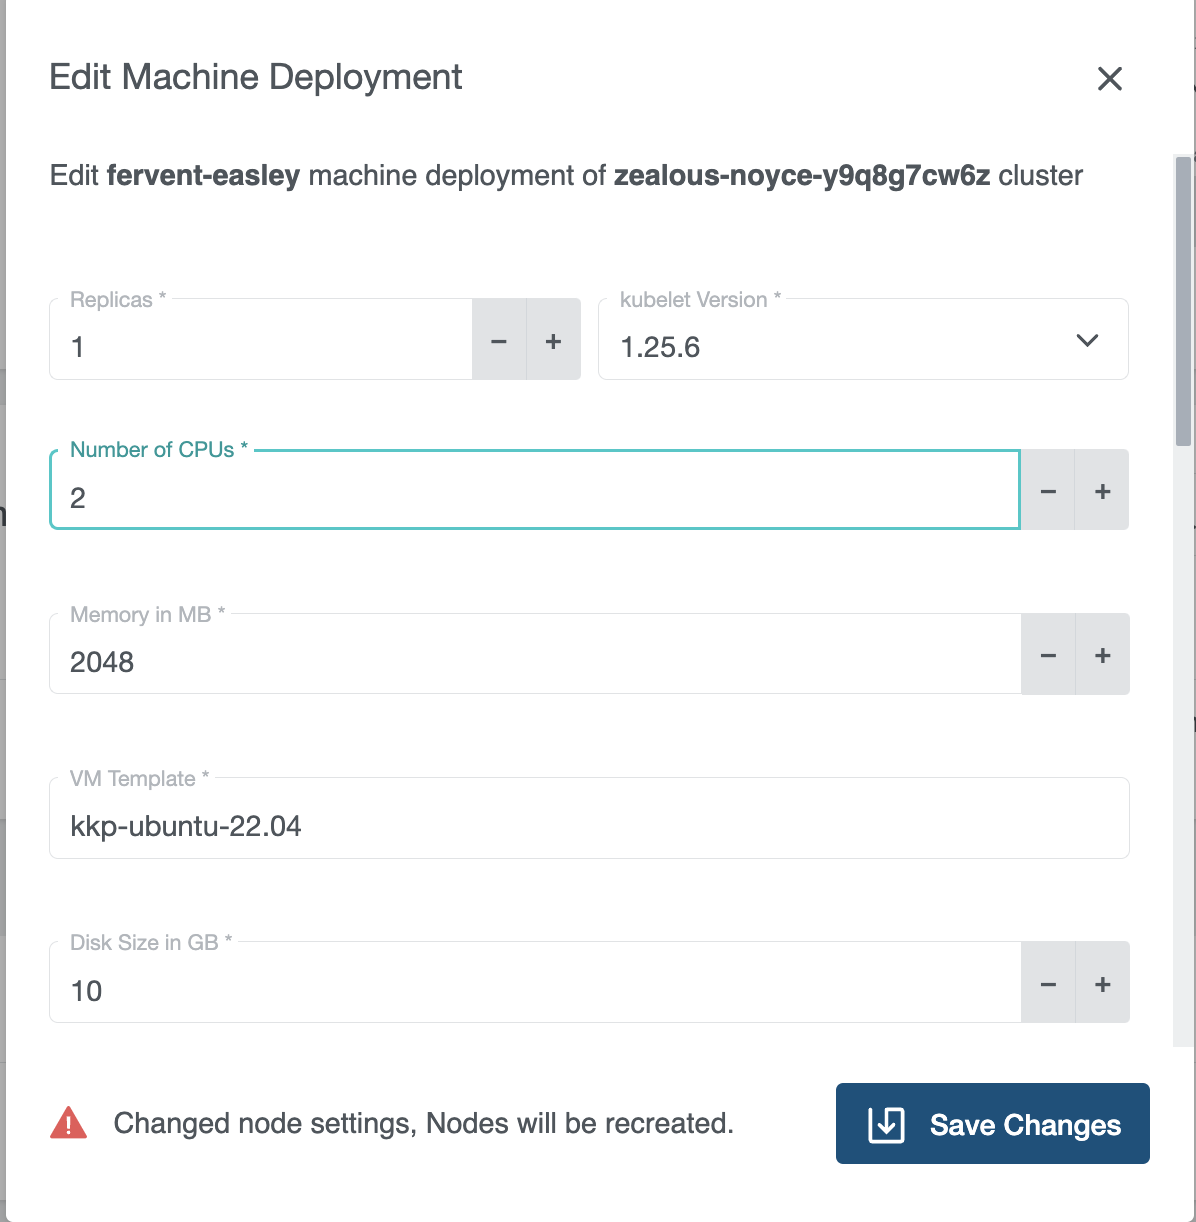 Edit Machine Deployment
Edit fervent-easley machine deployment of zealous-noyce-y9q8g7cw6z cluster
Replicas *
1
kubelet Version *
1.25.6
Number of CPUs *
2
Memory in MB *
2048
VM Template *
kkp-ubuntu-22.04
Disk Size in GB *
10
Changed node settings, Nodes will be recreated.
Save Changes